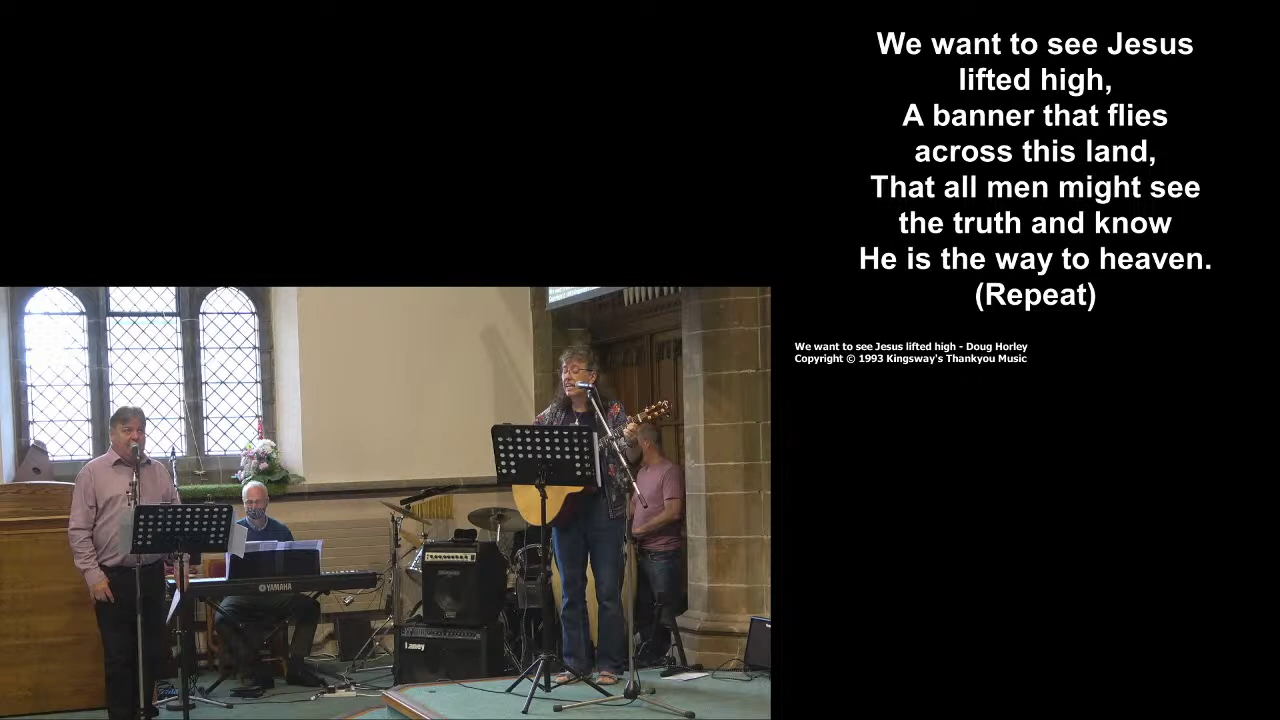 We want to see Jesus
lifted high,
A banner that flies
across this land,
That all men might see
the truth and know
He is the way to heaven.
(Repeat)
We want to see Jesus lifted high - Doug Horley
Copyright © 1993 Kingsway's Thankyou Music
YAMAHA
Laney